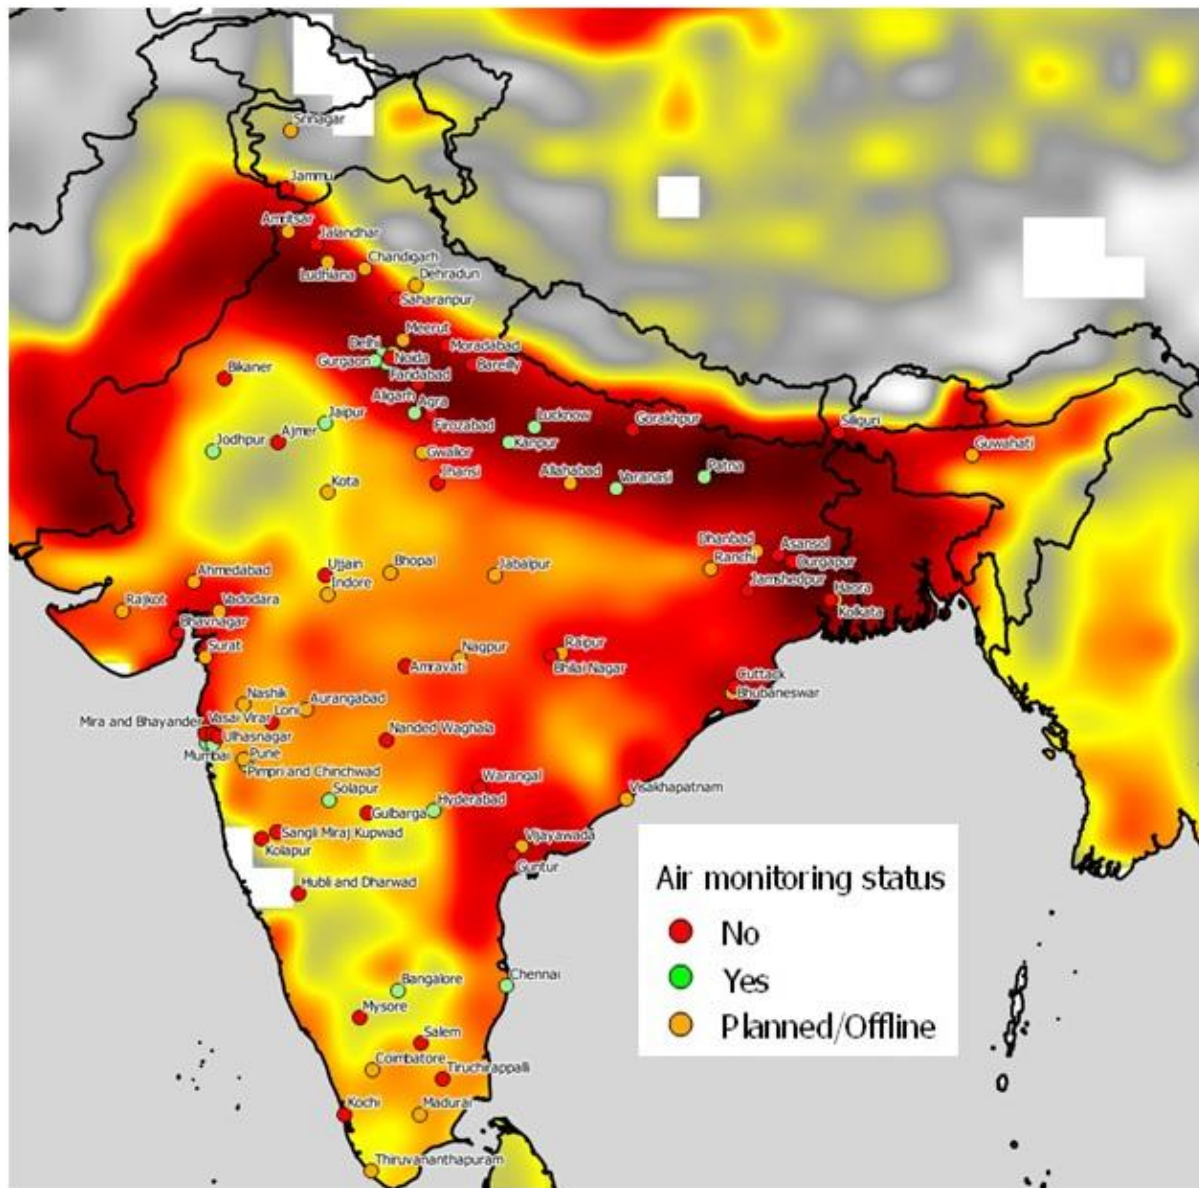 Srinagar
Jammu
Amritsar
Jalandhar
Chandigarh
Ludhiana
Dehradun
Saharanpur
Meerut
Delhi
Moradabad
Gurgaon
Noida
Bareilly
Bikaner
Faridabad
Aligarh
Agra
Jaipur
Lucknow
Gorakhpur
Siliguri
Firozabad
Ajmer
Jodhpur
Kanpur
Guwahati
Gwalior
Jhansi
Allahabad
Patna
Varanasi
Kota
Dhanbad
Asansol
Ranchi
Durgapur
Ujjain
Bhopal
Jabalpur
Ahmedabad
Indore
Jamshedpur
Haora
Rajkot
Vadodara
Kolkata
Bhavnagar
Surat
Nagpur
Raipur
Amravati
Bhilai Nagar
Cuttack
Bhubaneswar
Nashik
Aurangabad
Loni
Mira and Bhayander
Vasai Virar
Ulhasnagar
Nanded Waghala
Mumbai
Pune
Pimpri and Chinchwad
Warangal
Visakhapatnam
Solapur
Hyderabad
Gulbarga
Sangli Miraj Kupwad
Kolapur
Vijayawada
Guntur
Hubli and Dharwad
Air monitoring status
No
Yes
Planned/Offline
Bangalore
Chennai
Mysore
Salem
Coimbatore
Tiruchirappalli
Kochi
Madurai
Thiruvananthapuram